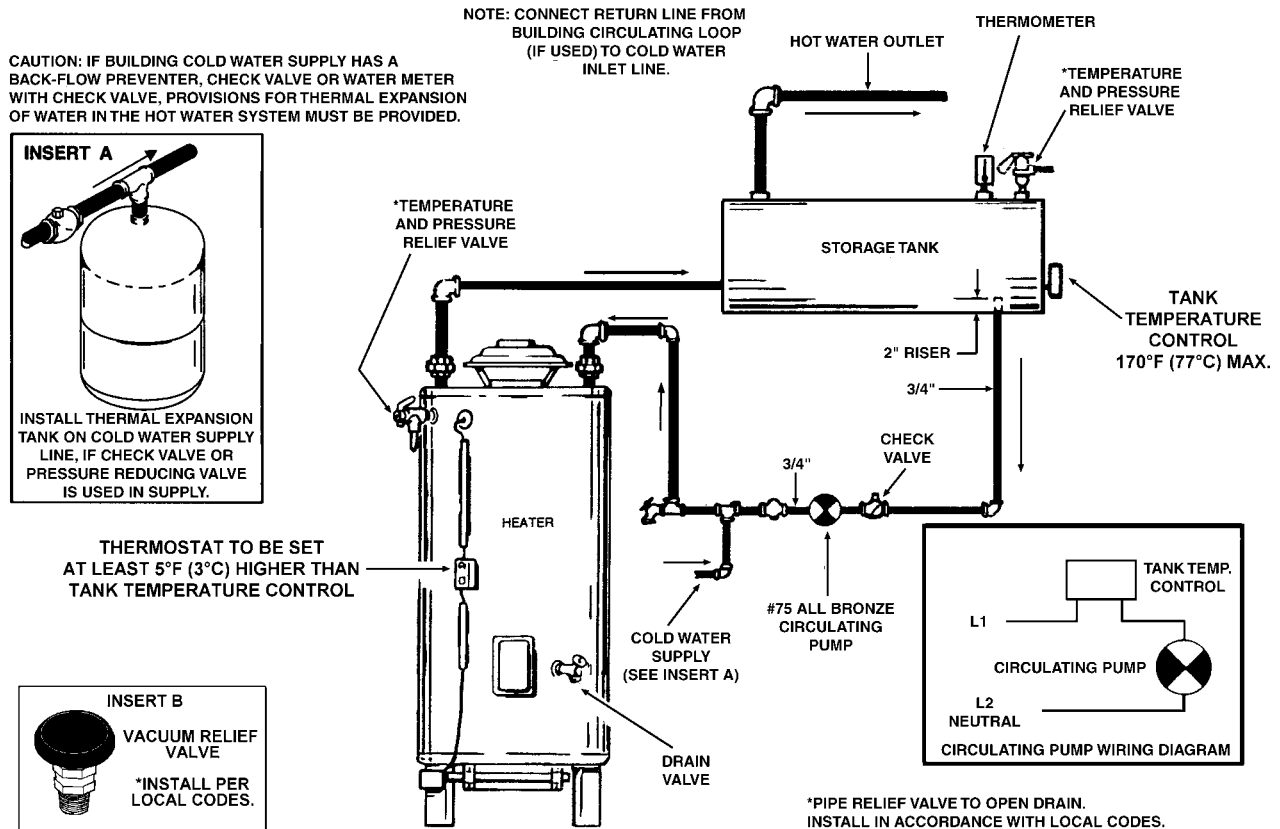 NOTE: CONNECT RETURN LINE FROM
BUILDING CIRCULATING LOOP
(IF USED) TO COLD WATER
INLET LINE.
THERMOMETER
HOT WATER OUTLET
*TEMPERATURE
AND PRESSURE
RELIEF VALVE
CAUTION: IF BUILDING COLD WATER SUPPLY HAS A
BACK-FLOW PREVENTER, CHECK VALVE OR WATER METER
WITH CHECK VALVE, PROVISIONS FOR THERMAL EXPANSION
OF WATER IN THE HOT WATER SYSTEM MUST BE PROVIDED.
INSERT A
INSTALL THERMAL EXPANSION
TANK ON COLD WATER SUPPLY
LINE, IF CHECK VALVE OR
PRESSURE REDUCING VALVE
IS USED IN SUPPLY.
*TEMPERATURE
AND PRESSURE
RELIEF VALVE
STORAGE TANK
TANK
TEMPERATURE
CONTROL
170°F (77°C) MAX.
2" RISER
3/4"
CHECK
VALVE
3/4"
HEATER
THERMOSTAT TO BE SET
AT LEAST 5°F (3°C) HIGHER THAN
TANK TEMPERATURE CONTROL
#75 ALL BRONZE
CIRCULATING
PUMP
COLD WATER
SUPPLY
(SEE INSERT A)
DRAIN
VALVE
TANK TEMP.
CONTROL
L1
CIRCULATING PUMP
L2
NEUTRAL
CIRCULATING PUMP WIRING DIAGRAM
INSERT B
VACUUM RELIEF
VALVE
*INSTALL PER
LOCAL CODES.
*PIPE RELIEF VALVE TO OPEN DRAIN.
INSTALL IN ACCORDANCE WITH LOCAL CODES.